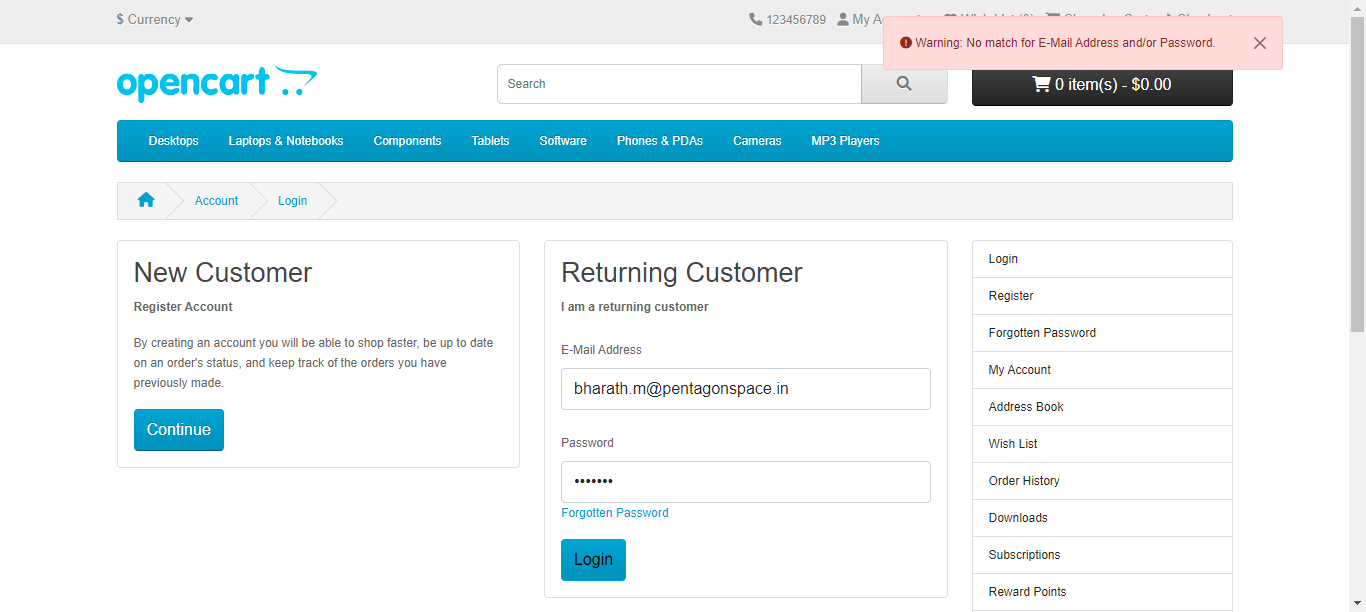 $ Currency
123456789 My
Warning: No match for E-Mail Address and/or Password.
opencart
Search
0 item(s) - $0.00
Desktops Laptops & Notebooks Components Tablets Software Phones & PDAs Cameras MP3 Players
Account Login
New Customer
Register Account
By creating an account you will be able to shop faster, be up to date
on an order's status, and keep track of the orders you have
previously made.
Continue
Returning Customer
I am a returning customer
E-Mail Address
bharath.m@pentagonspace.in
Password
•••••••
Forgotten Password
Login
Login
Register
Forgotten Password
My Account
Address Book
Wish List
Order History
Downloads
Subscriptions
Reward Points